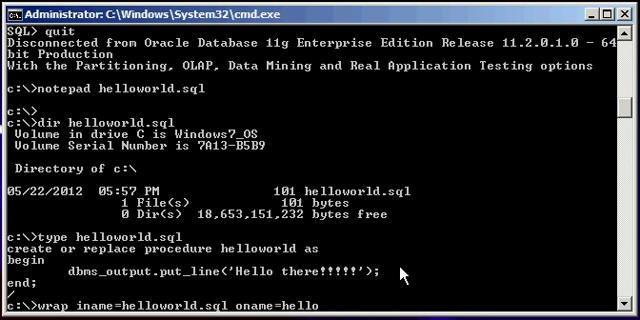 Administrator: C:\Windows\System32\cmd.exe
SQL> quit
Disconnected from Oracle Database 11g Enterprise Edition Release 11.2.0.1.0 - 64
bit Production
With the Partitioning, OLAP, Data Mining and Real Application Testing options
c:\>notepad helloworld.sql
c:\>
c:\>dir helloworld.sql
Volume in drive C is Windows7_OS
Volume Serial Number is 7A13-B5B9
Directory of c:\
05/22/2012 05:57 PM 101 helloworld.sql
1 File(s) 101 bytes
0 Dir(s) 18,653,151,232 bytes free
c:\>type helloworld.sql
create or replace procedure helloworld as
begin
dbms_output.put_line('Hello there!!!!!');
end;
/
c:\>wrap iname=helloworld.sql oname=hello